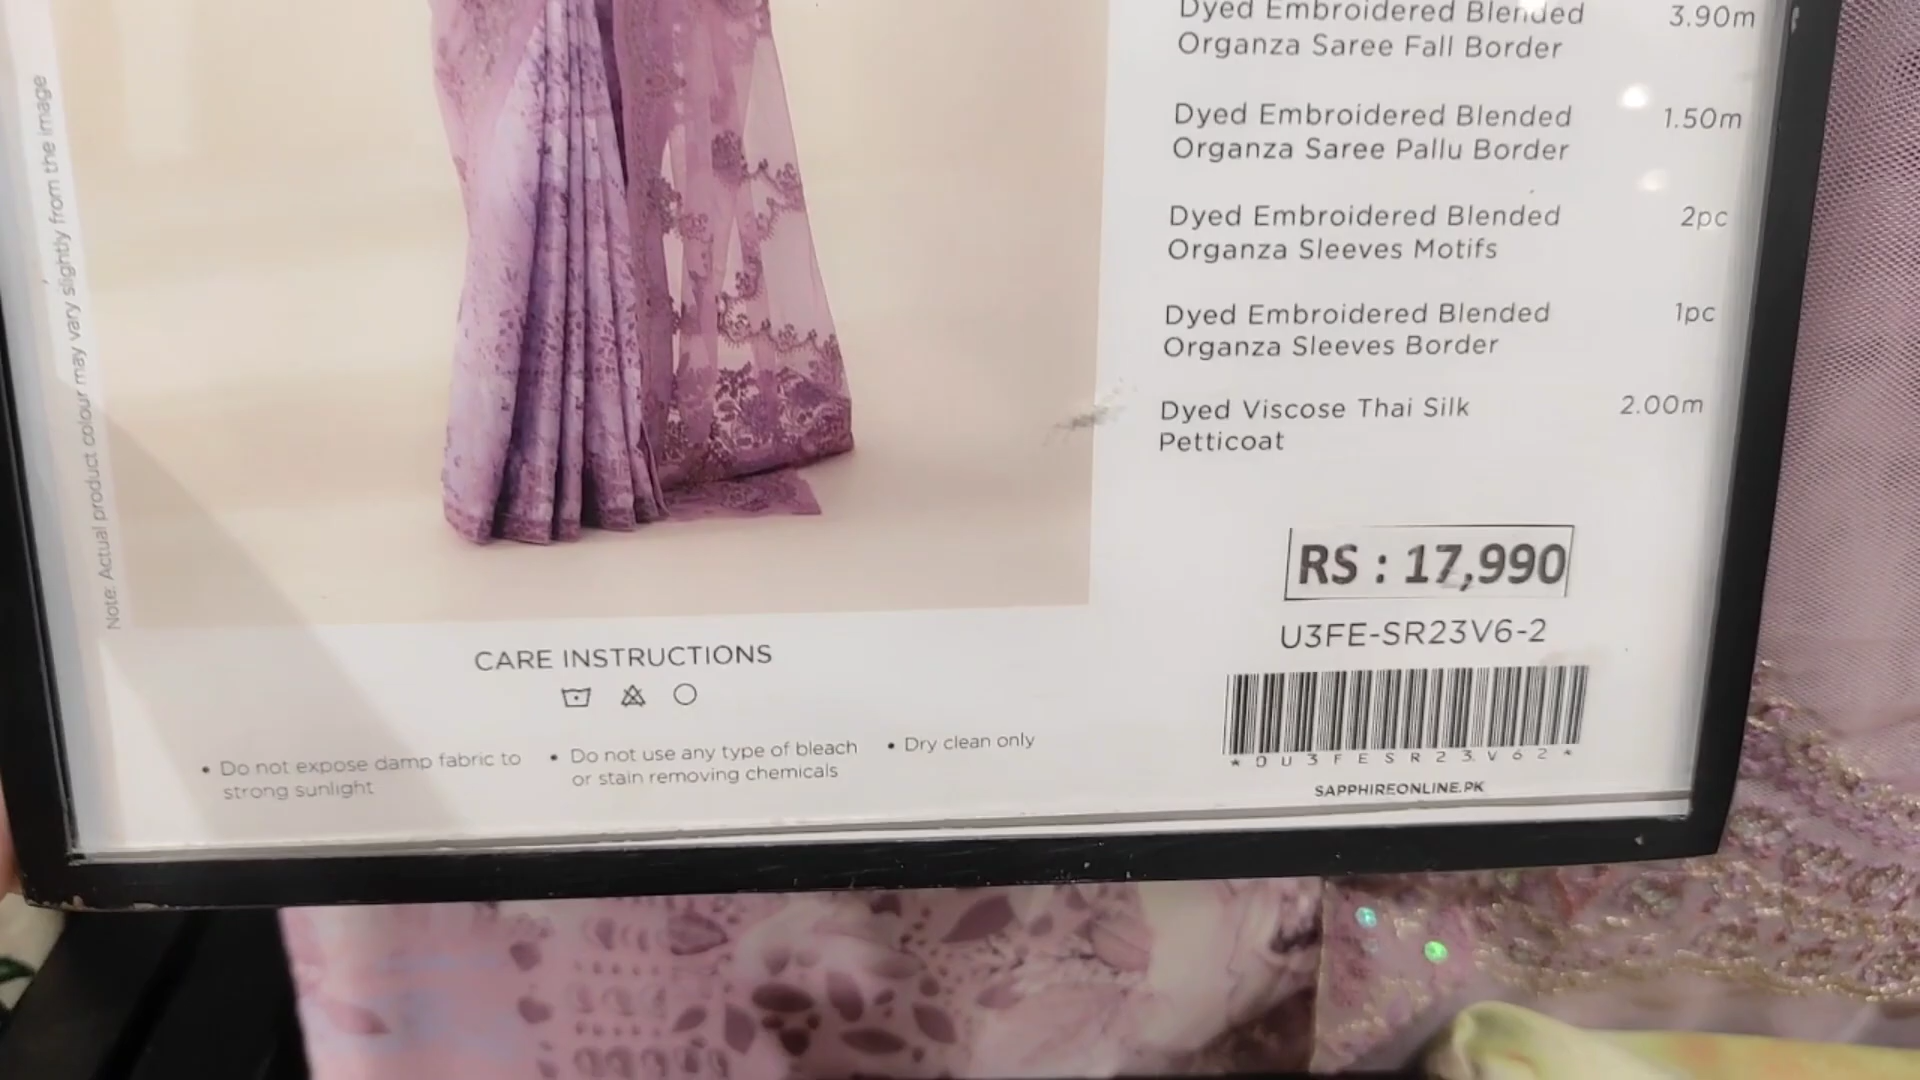 Note: Actual product colour may vary slightly from the image
Dyed Embroidered Blended 3.90m
Organza Saree Fall Border
Dyed Embroidered Blended 1.50m
Organza Saree Pallu Border
Dyed Embroidered Blended 2pc
Organza Sleeves Motifs
Dyed Embroidered Blended 1pc
Organza Sleeves Border
Dyed Viscose Thai Silk 2.00m
Petticoat
RS : 17,990
U3FE-SR23V6-2
*0U3FESR23V62*
SAPPHIREONLINE.PK
CARE INSTRUCTIONS
• Do not expose damp fabric to
strong sunlight
• Do not use any type of bleach
or stain removing chemicals
• Dry clean only